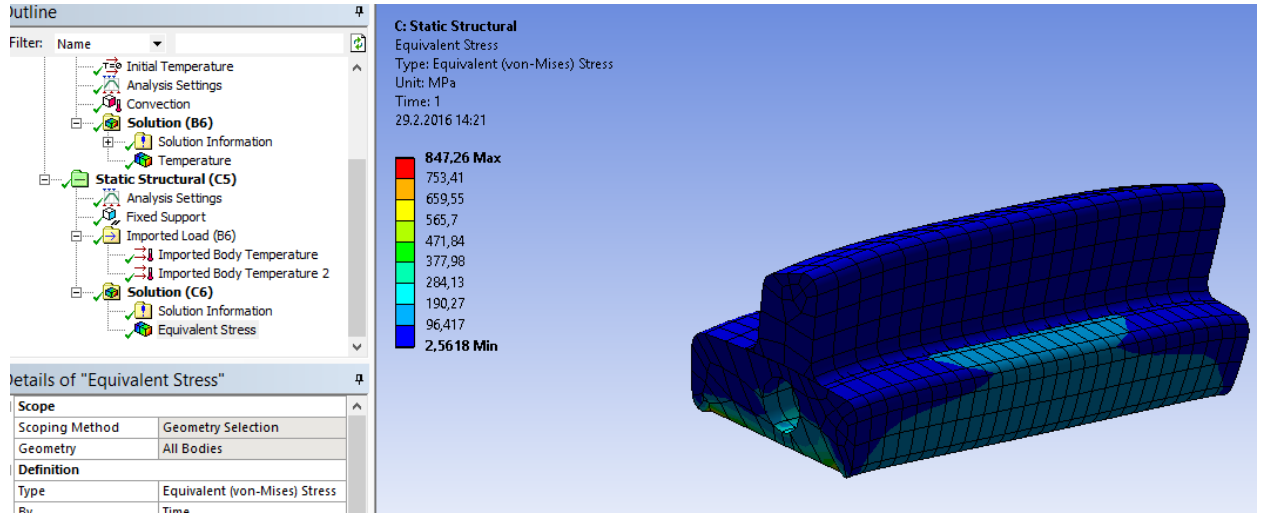 Outline
Filter: Name
Initial Temperature
Analysis Settings
Convection
Solution (B6)
Solution Information
Temperature
Static Structural (C5)
Analysis Settings
Fixed Support
Imported Load (B6)
Imported Body Temperature
Imported Body Temperature 2
Solution (C6)
Solution Information
Equivalent Stress
Details of "Equivalent Stress"
Scope
Scoping Method Geometry Selection
Geometry All Bodies
Definition
Type Equivalent (von-Mises) Stress
By Time
C: Static Structural
Equivalent Stress
Type: Equivalent (von-Mises) Stress
Unit: MPa
Time: 1
29.2.2016 14:21
847,26 Max
753,41
659,55
565,7
471,84
377,98
284,13
190,27
96,417
2,5618 Min